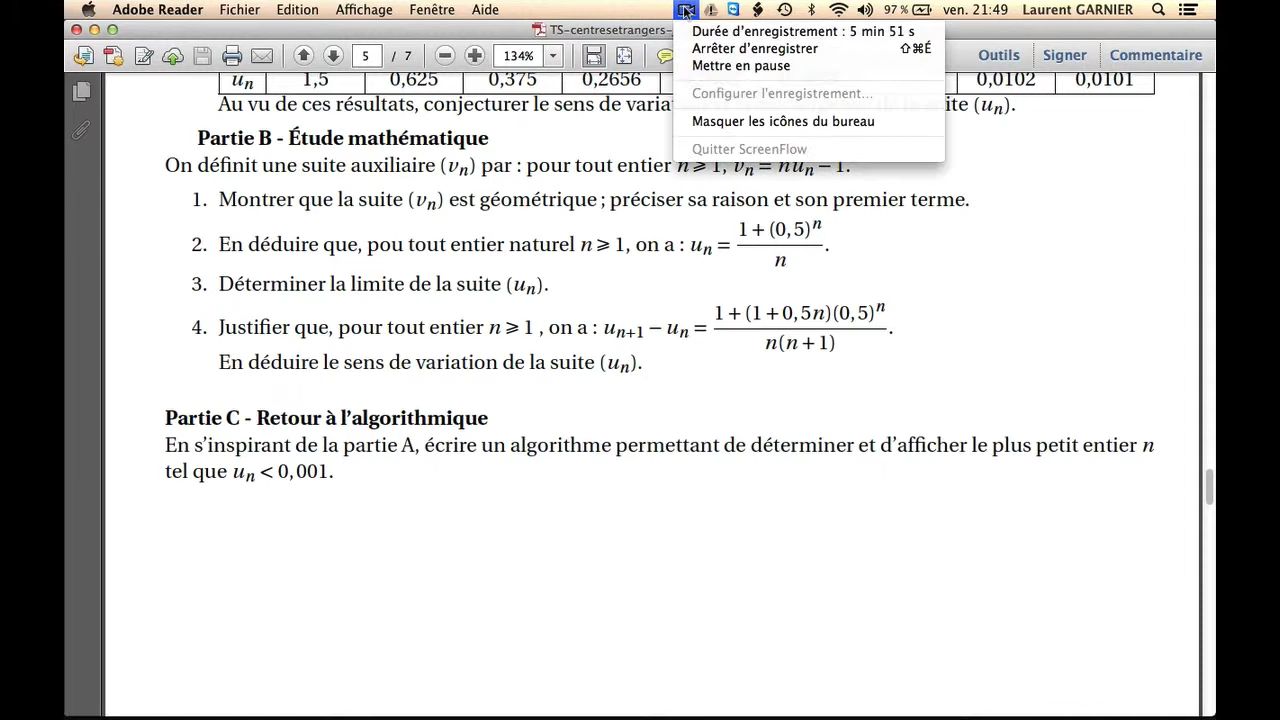 Adobe Reader Fichier Edition Affichage Fenêtre Aide 97 % ven. 21:49 Laurent GARNIER
TS-centresetrangers-
5 / 7 134% Outils Signer Commentaire
Durée d'enregistrement : 5 min 51 s
Arrêter d'enregistrer ⇧⌘É
Mettre en pause
Configurer l'enregistrement...
Masquer les icônes du bureau
Quitter ScreenFlow
un 1,5 0,625 0,375 0,2656 0,0102 0,0101
Au vu de ces résultats, conjecturer le sens de suite (un).
Partie B - Étude mathématique
On définit une suite auxiliaire (vn) par : pour tout entier n ⩾ 1, vn = nun − 1.
1. Montrer que la suite (vn) est géométrique ; préciser sa raison et son premier terme.
2. En déduire que, pou tout entier naturel n ⩾ 1, on a : un = (1 + (0,5)^n) / n.
3. Déterminer la limite de la suite (un).
4. Justifier que, pour tout entier n ⩾ 1 , on a : un+1 − un = (1 + (1 + 0,5n)(0,5)^n) / (n(n + 1)).
En déduire le sens de variation de la suite (un).
Partie C - Retour à l'algorithmique
En s'inspirant de la partie A, écrire un algorithme permettant de déterminer et d'afficher le plus petit entier n
tel que un < 0,001.